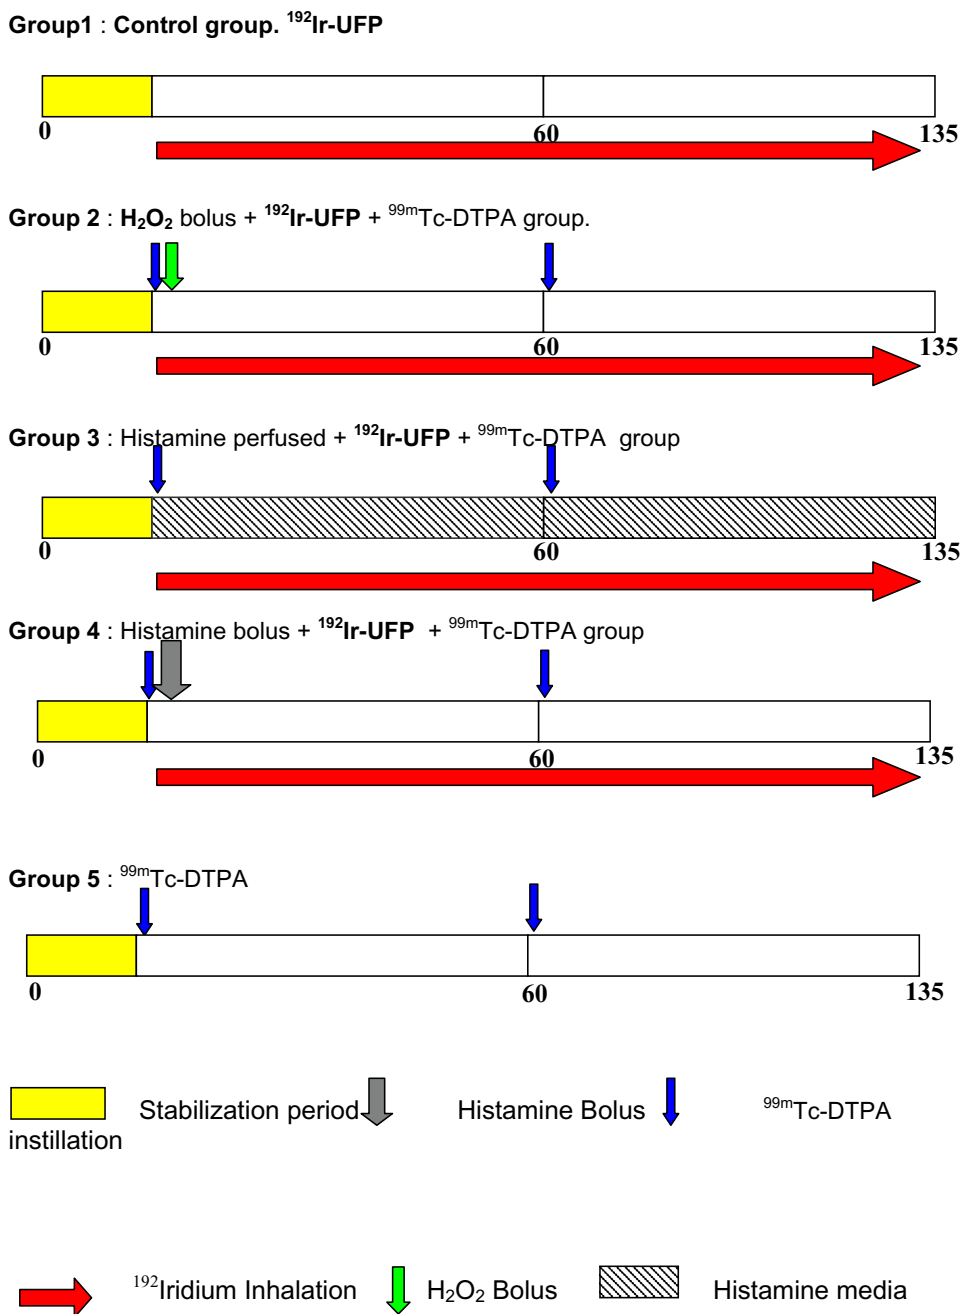 Group1 : Control group. ¹⁹²Ir-UFP
0 60 135
Group 2 : H₂O₂ bolus + ¹⁹²Ir-UFP + ⁹⁹ᵐTc-DTPA group.
0 60 135
Group 3 : Histamine perfused + ¹⁹²Ir-UFP + ⁹⁹ᵐTc-DTPA group
0 60 135
Group 4 : Histamine bolus + ¹⁹²Ir-UFP + ⁹⁹ᵐTc-DTPA group
0 60 135
Group 5 : ⁹⁹ᵐTc-DTPA
0 60 135
Stabilization period Histamine Bolus ⁹⁹ᵐTc-DTPA
instillation
¹⁹²Iridium Inhalation H₂O₂ Bolus Histamine media